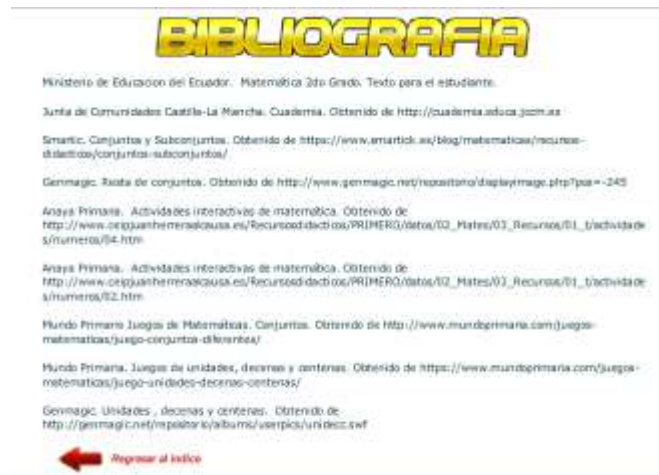 BIBLIOGRAFIA
Ministerio de Educacion del Ecuador. Matemática 2do Grado. Texto para el estudiante.
Junta de Comunidades Castilla-La Mancha. Cuadernia. Obtenido de http://cuadernia.educa.jccm.es
Smartic. Conjuntos y Subconjuntos. Obtenido de https://www.smartick.es/blog/matematicas/recursos-
didacticos/conjuntos-subconjuntos/
Genmagic. Resta de conjuntos. Obtenido de http://www.genmagic.net/repositorio/displayimage.php?pos=-245
Anaya Primaria. Actividades interactivas de matemática. Obtenido de
http://www.ceipjuanherreraalcausa.es/Recursosdidacticos/PRIMERO/datos/02_Mates/03_Recursos/01_t/actividade
s/numeros/04.htm
Anaya Primaria. Actividades interactivas de matemática. Obtenido de
http://www.ceipjuanherreraalcausa.es/Recursosdidacticos/PRIMERO/datos/02_Mates/03_Recursos/01_t/actividade
s/numeros/02.htm
Mundo Primaria Juegos de Matemáticas. Conjuntos. Obtenido de http://www.mundoprimaria.com/juegos-
matematicas/juego-conjuntos-diferentes/
Mundo Primaria. Juegos de unidades, decenas y centenas. Obtenido de https://www.mundoprimaria.com/juegos-
matematicas/juego-unidades-decenas-centenas/
Genmagic. Unidades , decenas y centenas. Obtenido de
http://genmagic.net/repositorio/albums/userpics/unidecc.swf
Regresar al indice